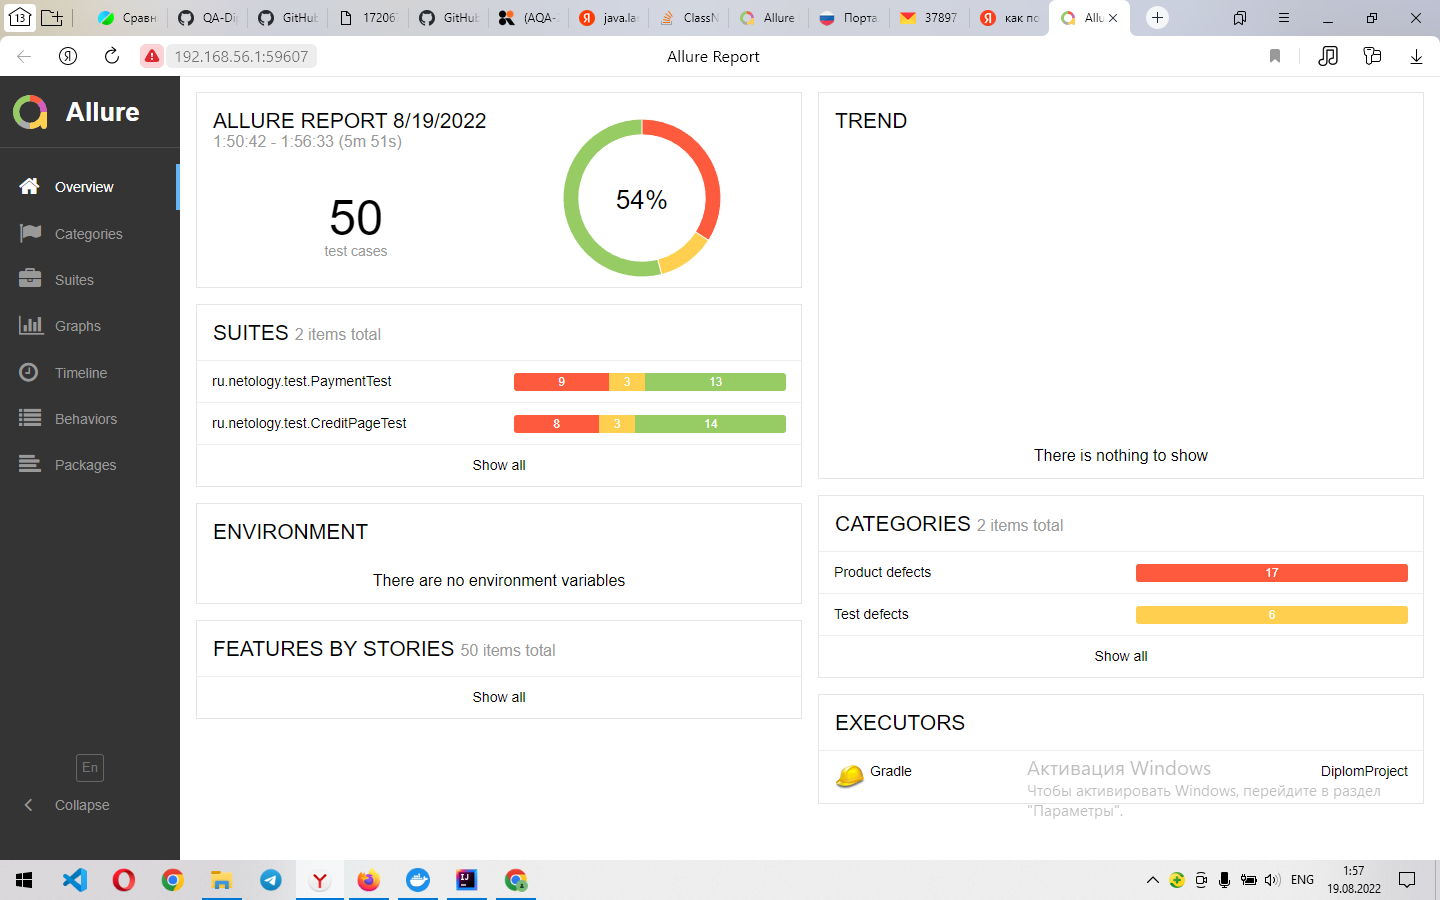 13
Сравн
QA-Di
GitHub
17206
GitHub
(AQA-
java.la
ClassN
Allure
Порта
37897
как по
Allu
192.168.56.1:59607
Allure Report
Allure
Overview
Categories
Suites
Graphs
Timeline
Behaviors
Packages
En
Collapse
ALLURE REPORT 8/19/2022
1:50:42 - 1:56:33 (5m 51s)
50
test cases
54%
SUITES 2 items total
ru.netology.test.PaymentTest
9 3 13
ru.netology.test.CreditPageTest
8 3 14
Show all
ENVIRONMENT
There are no environment variables
FEATURES BY STORIES 50 items total
Show all
TREND
There is nothing to show
CATEGORIES 2 items total
Product defects
17
Test defects
6
Show all
EXECUTORS
Gradle
DiplomProject
Активация Windows
Чтобы активировать Windows, перейдите в раздел
"Параметры".
ENG
1:57
19.08.2022